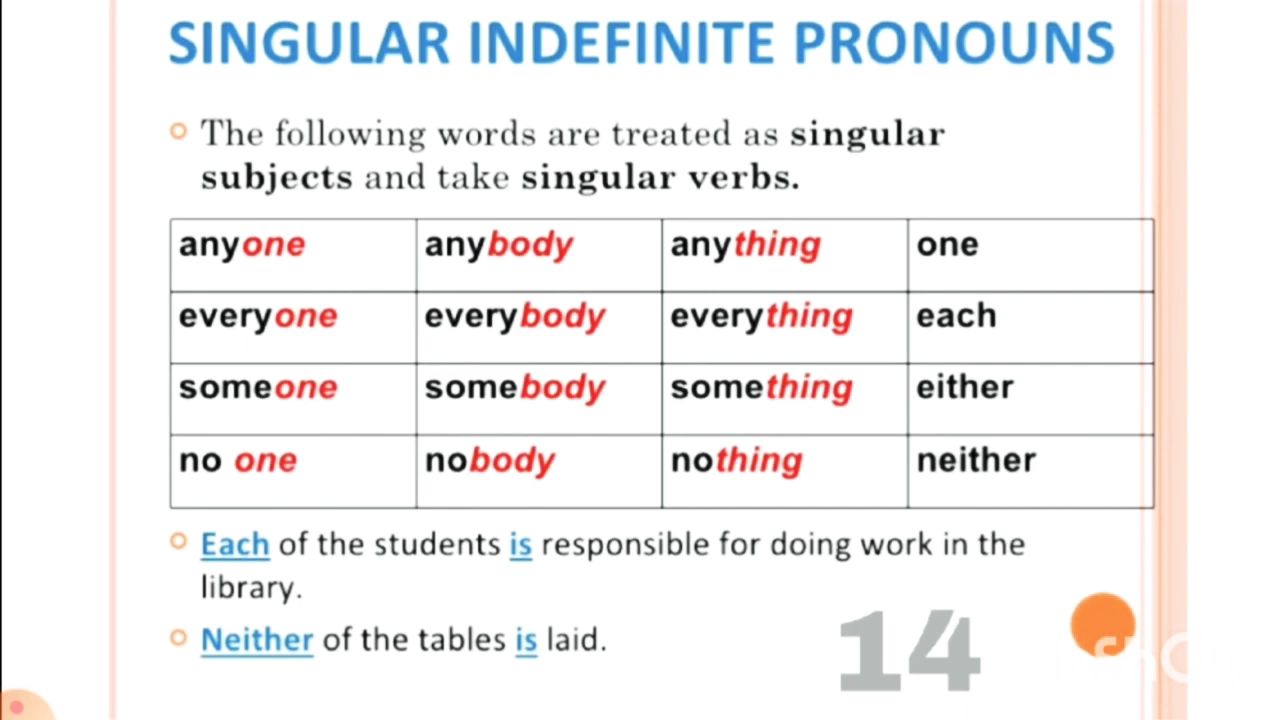 SINGULAR INDEFINITE PRONOUNS
The following words are treated as singular
subjects and take singular verbs.
anyone anybody anything one
everyone everybody everything each
someone somebody something either
no one nobody nothing neither
Each of the students is responsible for doing work in the
library.
Neither of the tables is laid.
14